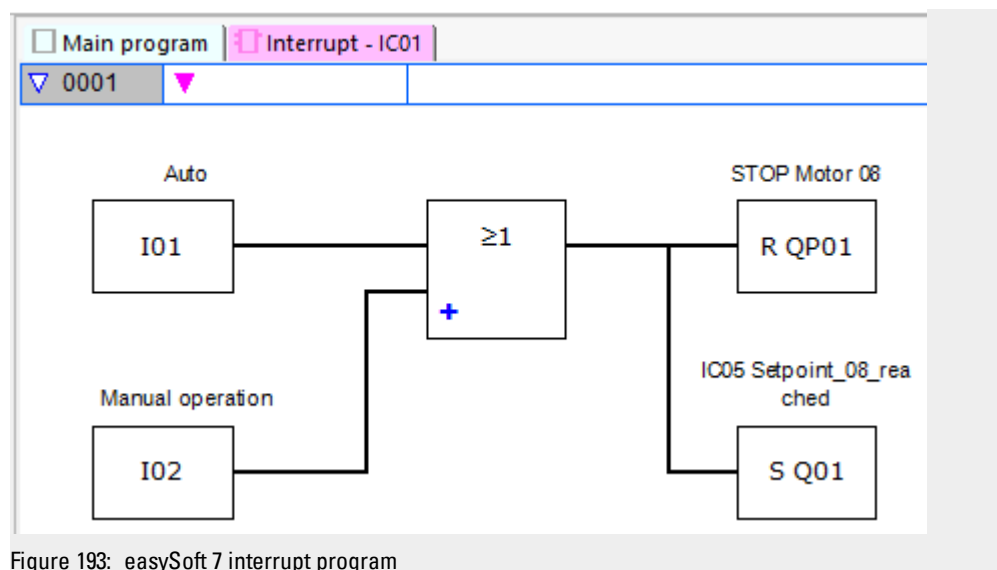 Main program Interrupt - IC01
0001
Auto
STOP Motor 08
I01
≥1
R QP01
+
IC05 Setpoint_08_rea
ched
Manual operation
I02
S Q01
Figure 193: easySoft 7 interrupt program